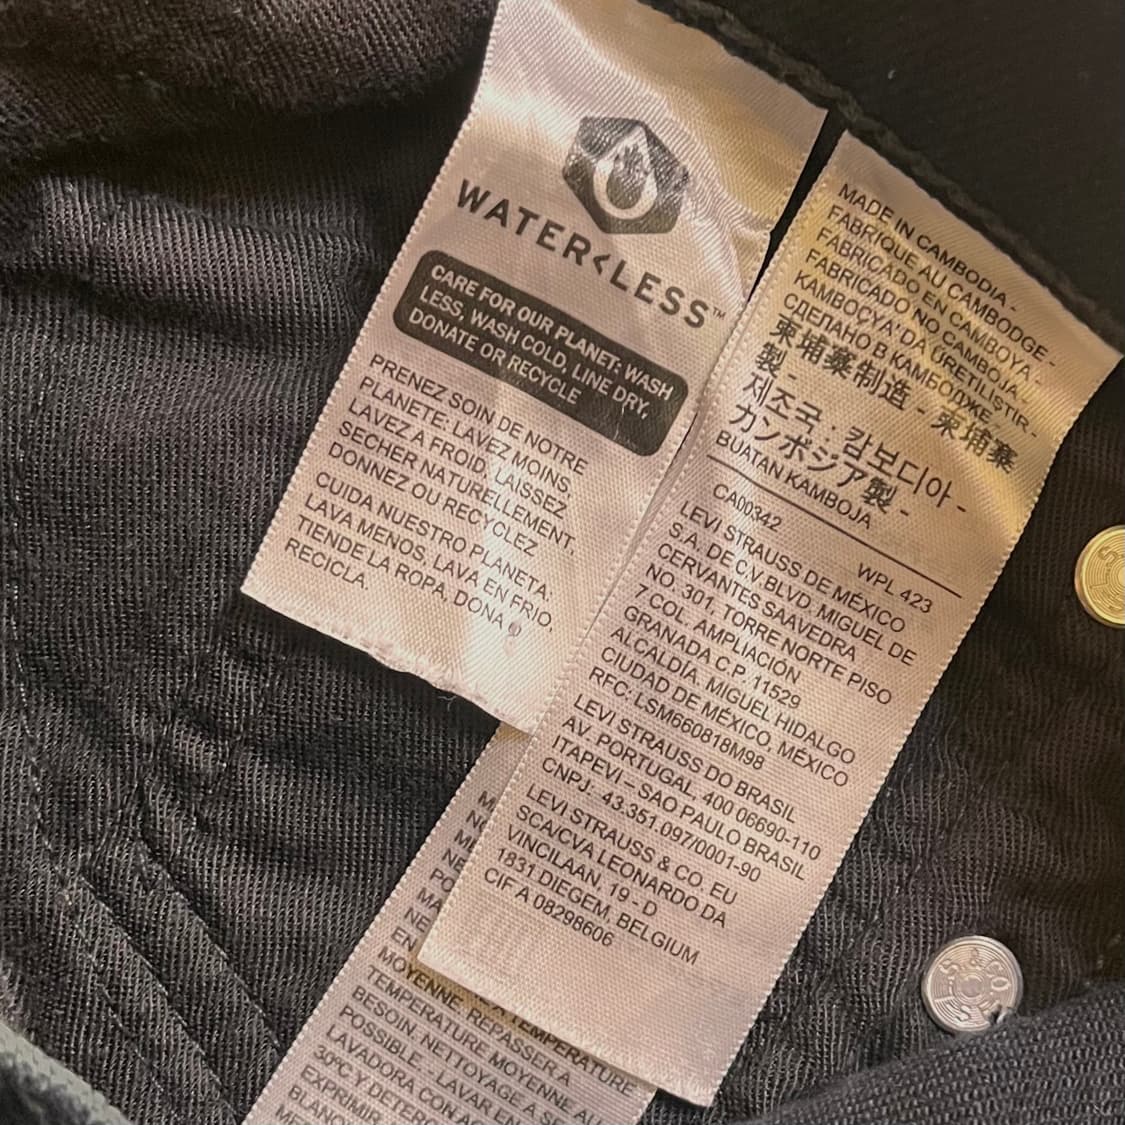 WATER<LESS™
CARE FOR OUR PLANET: WASH
LESS, WASH COLD, LINE DRY,
DONATE OR RECYCLE
PRENEZ SOIN DE NOTRE
PLANETE: LAVEZ MOINS,
LAVEZ A FROID, LAISSEZ
SECHER NATURELLEMENT,
DONNEZ OU RECYCLEZ
CUIDA NUESTRO PLANETA:
LAVA MENOS, LAVA EN FRIO,
TIENDE LA ROPA, DONA O
RECICLA.
MADE IN CAMBODIA -
FABRIQUE AU CAMBODGE -
FABRICADO EN CAMBOYA -
FABRICADO NO CAMBOJA -
KAMBOÇYA'DA ÜRETILISTIR -
СДЕЛАНО В КАМБОДЖЕ -
柬埔寨制造 - 柬埔寨
製 -
제조국 : 캄보디아 -
カンボジア製 -
BUATAN KAMBOJA
CA00342
WPL 423
LEVI STRAUSS DE MÉXICO
S.A. DE C.V. BLVD. MIGUEL DE
CERVANTES SAAVEDRA
NO. 301. TORRE NORTE PISO
7 COL. AMPLIACIÓN
GRANADA C.P. 11529
ALCALDÍA. MIGUEL HIDALGO
CIUDAD DE MÉXICO, MÉXICO
RFC: LSM660818M98
LEVI STRAUSS DO BRASIL
AV. PORTUGAL, 400 06690-110
ITAPEVI – SAO PAULO BRASIL
CNPJ: 43.351.097/0001-90
LEVI STRAUSS & CO. EU
SCA/CVA LEONARDO DA
VINCILAAN, 19 - D
1831 DIEGEM, BELGIUM
CIF A 08298606
EN
MOYENNE. REPASSER A TEMPERATURE
TEMPERATURE MOYENNE AU
BESOIN. NETTOYAGE A SE
POSSIBLE. - LAVAR EN
LAVADORA CON AG
30ºC Y DETERG
EXPRIMIR
BLANQ
S & CO